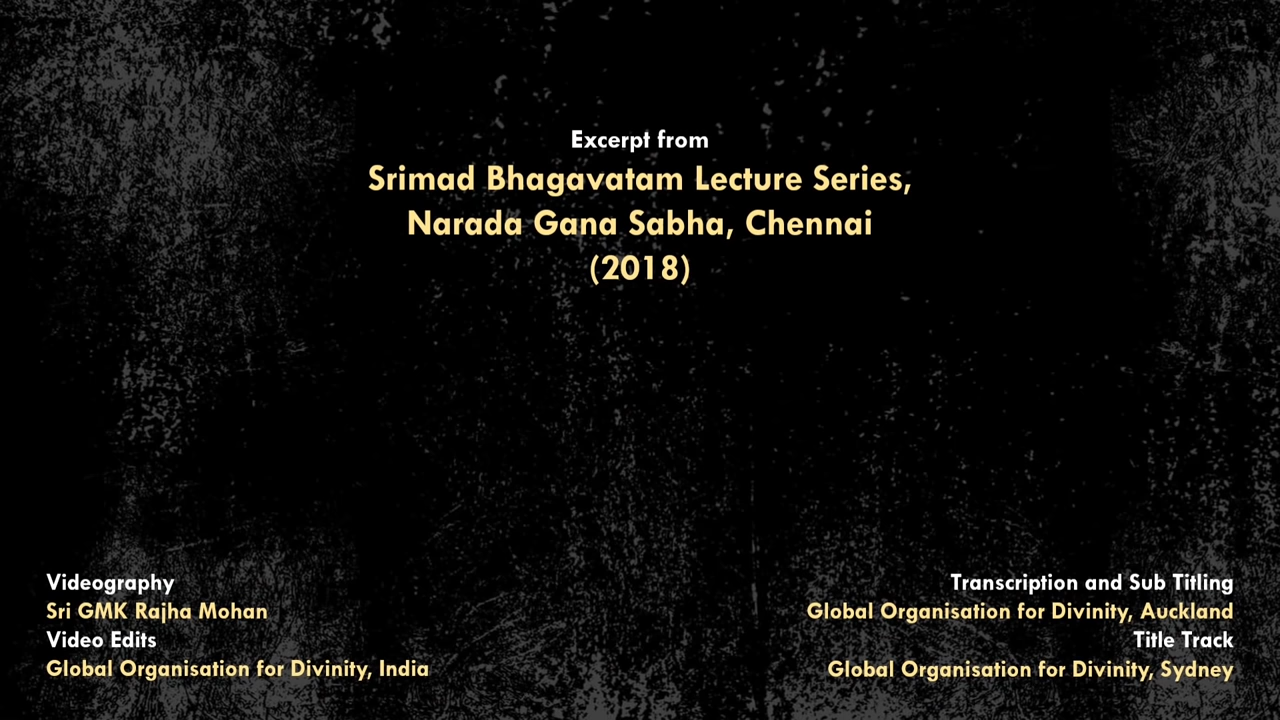 Excerpt from
Srimad Bhagavatam Lecture Series,
Narada Gana Sabha, Chennai
(2018)
Videography
Sri GMK Rajha Mohan
Video Edits
Global Organisation for Divinity, India
Transcription and Sub Titling
Global Organisation for Divinity, Auckland
Title Track
Global Organisation for Divinity, Sydney